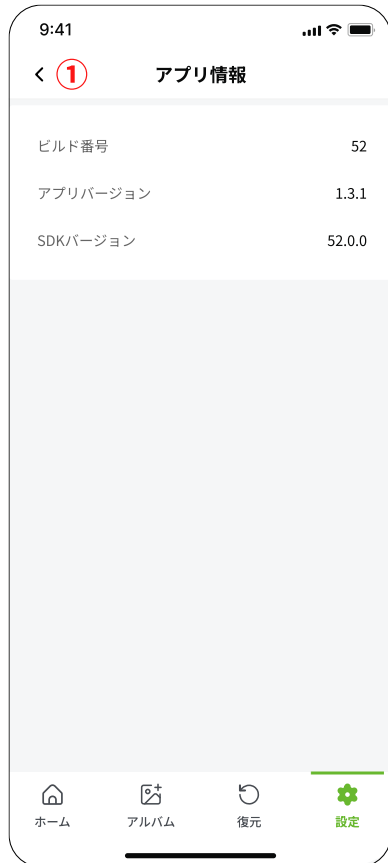 9:41
① アプリ情報
ビルド番号 52
アプリバージョン 1.3.1
SDKバージョン 52.0.0
ホーム アルバム 復元 設定